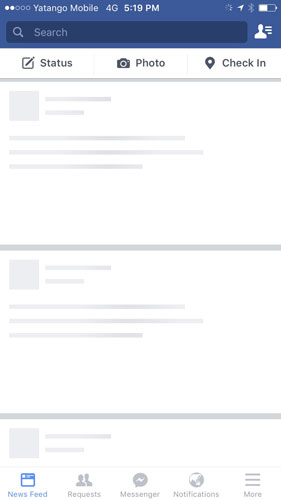 Yatango Mobile 4G 5:19 PM
Search
Status Photo Check In
News Feed Requests Messenger Notifications More